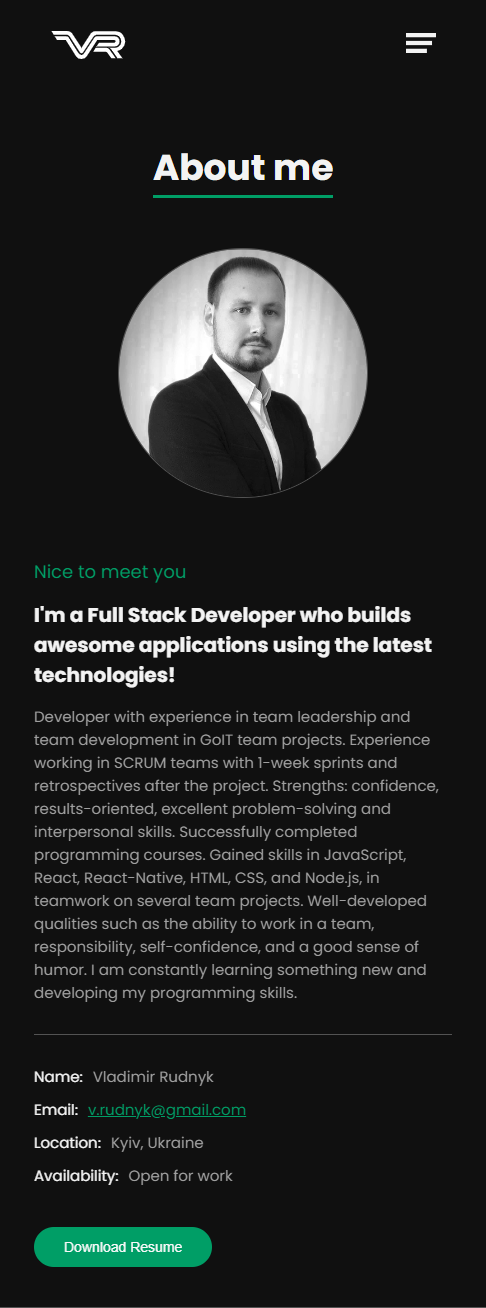 VR
About me
Nice to meet you
I'm a Full Stack Developer who builds
awesome applications using the latest
technologies!
Developer with experience in team leadership and
team development in GoIT team projects. Experience
working in SCRUM teams with 1-week sprints and
retrospectives after the project. Strengths: confidence,
results-oriented, excellent problem-solving and
interpersonal skills. Successfully completed
programming courses. Gained skills in JavaScript,
React, React-Native, HTML, CSS, and Node.js, in
teamwork on several team projects. Well-developed
qualities such as the ability to work in a team,
responsibility, self-confidence, and a good sense of
humor. I am constantly learning something new and
developing my programming skills.
Name: Vladimir Rudnyk
Email: v.rudnyk@gmail.com
Location: Kyiv, Ukraine
Availability: Open for work
Download Resume